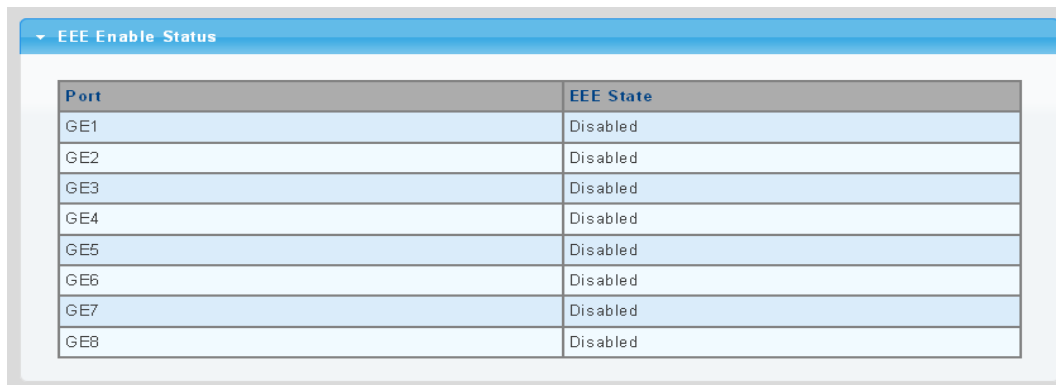 EEE Enable Status
Port EEE State
GE1 Disabled
GE2 Disabled
GE3 Disabled
GE4 Disabled
GE5 Disabled
GE6 Disabled
GE7 Disabled
GE8 Disabled